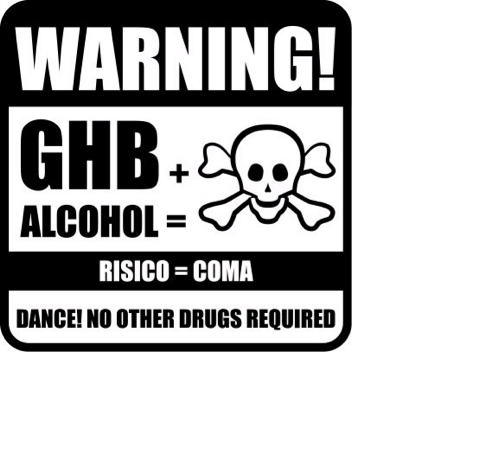 WARNING!
GHB +
ALCOHOL =
RISICO = COMA
DANCE! NO OTHER DRUGS REQUIRED